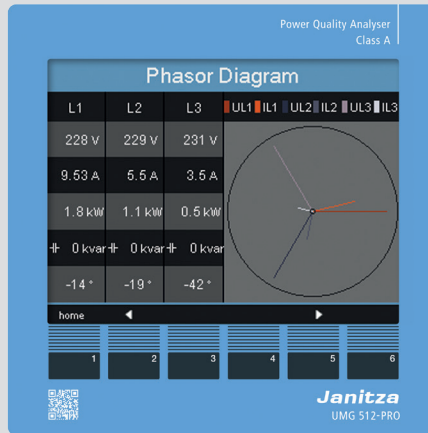 Power Quality Analyser
Class A
Phasor Diagram
L1 L2 L3 UL1 IL1 UL2 IL2 UL3 IL3
228 V 229 V 231 V
9.53 A 5.5 A 3.5 A
1.8 kW 1.1 kW 0.5 kW
0 kvar 0 kvar 0 kvar
-14 ° -19 ° -42 °
home
1 2 3 4 5 6
Janitza
UMG 512-PRO